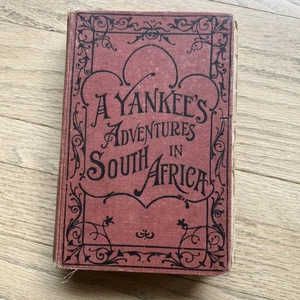 A YANKEE'S
ADVENTURES
IN
SOUTH AFRICA